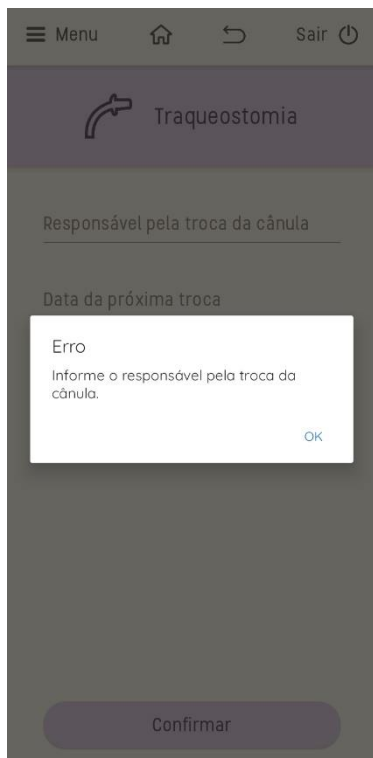 Menu Sair
Traqueostomia
Responsável pela troca da cânula
Data da próxima troca
Erro
Informe o responsável pela troca da
cânula.
OK
Confirmar